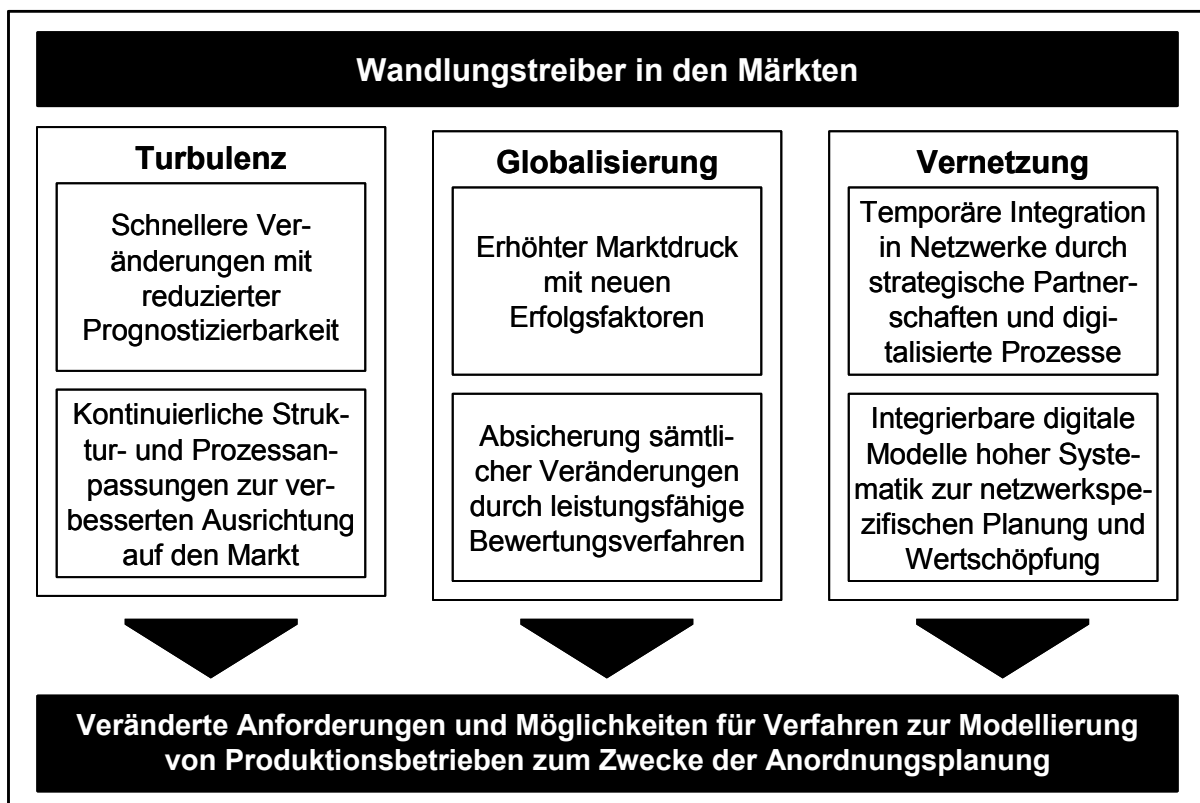 Wandlungstreiber in den Märkten
Turbulenz
Schnellere Ver-
änderungen mit
reduzierter
Prognostizierbarkeit
Kontinuierliche Struk-
tur- und Prozessan-
passungen zur ver-
besserten Ausrichtung
auf den Markt
Globalisierung
Erhöhter Marktdruck
mit neuen
Erfolgsfaktoren
Absicherung sämtli-
cher Veränderungen
durch leistungsfähige
Bewertungsverfahren
Vernetzung
Temporäre Integration
in Netzwerke durch
strategische Partner-
schaften und digi-
talisierte Prozesse
Integrierbare digitale
Modelle hoher Syste-
matik zur netzwerkspe-
zifischen Planung und
Wertschöpfung
Veränderte Anforderungen und Möglichkeiten für Verfahren zur Modellierung
von Produktionsbetrieben zum Zwecke der Anordnungsplanung